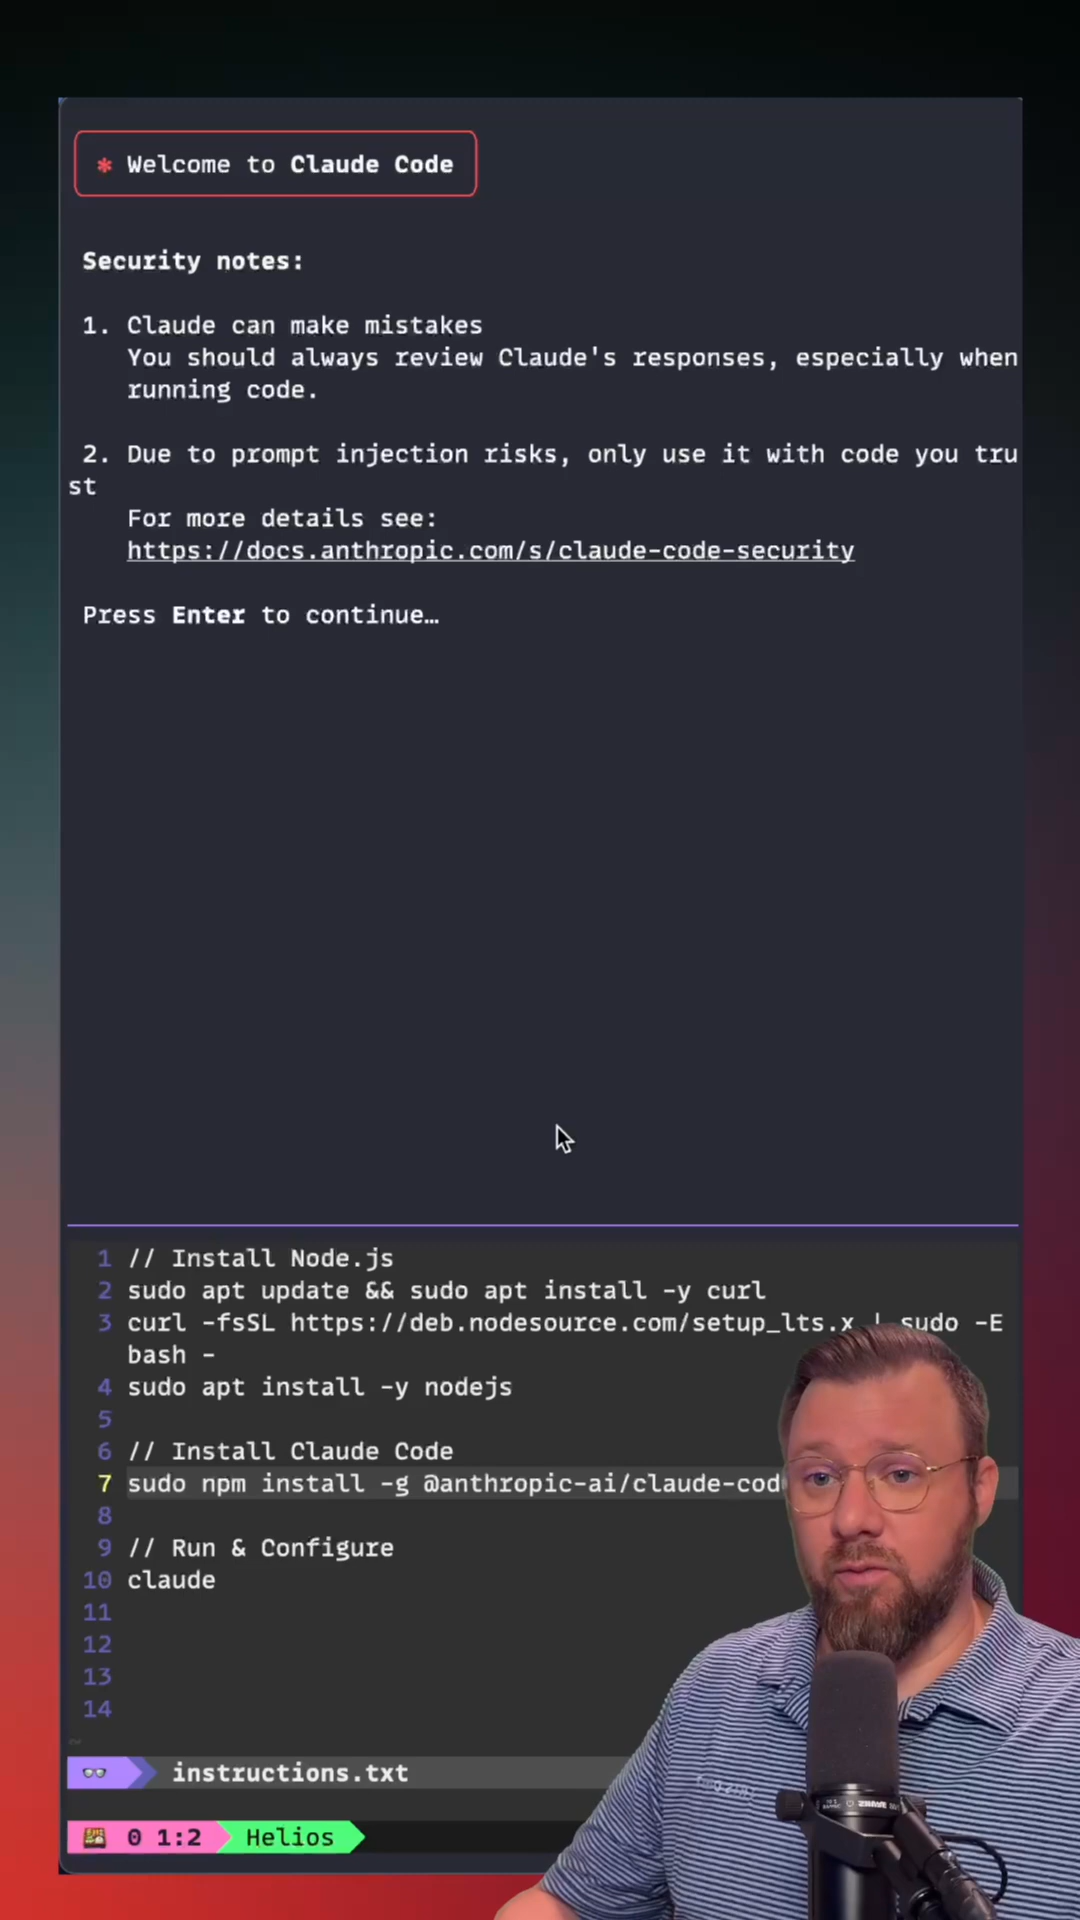 * Welcome to Claude Code
Security notes:
1. Claude can make mistakes
You should always review Claude's responses, especially when
running code.
2. Due to prompt injection risks, only use it with code you tru
st
For more details see:
https://docs.anthropic.com/s/claude-code-security
Press Enter to continue…
1 // Install Node.js
2 sudo apt update && sudo apt install -y curl
3 curl -fsSL https://deb.nodesource.com/setup_lts.x | sudo -E
bash -
4 sudo apt install -y nodejs
5
6 // Install Claude Code
7 sudo npm install -g @anthropic-ai/claude-cod
8
9 // Run & Configure
10 claude
11
12
13
14
~
instructions.txt
0 1:2 Helios